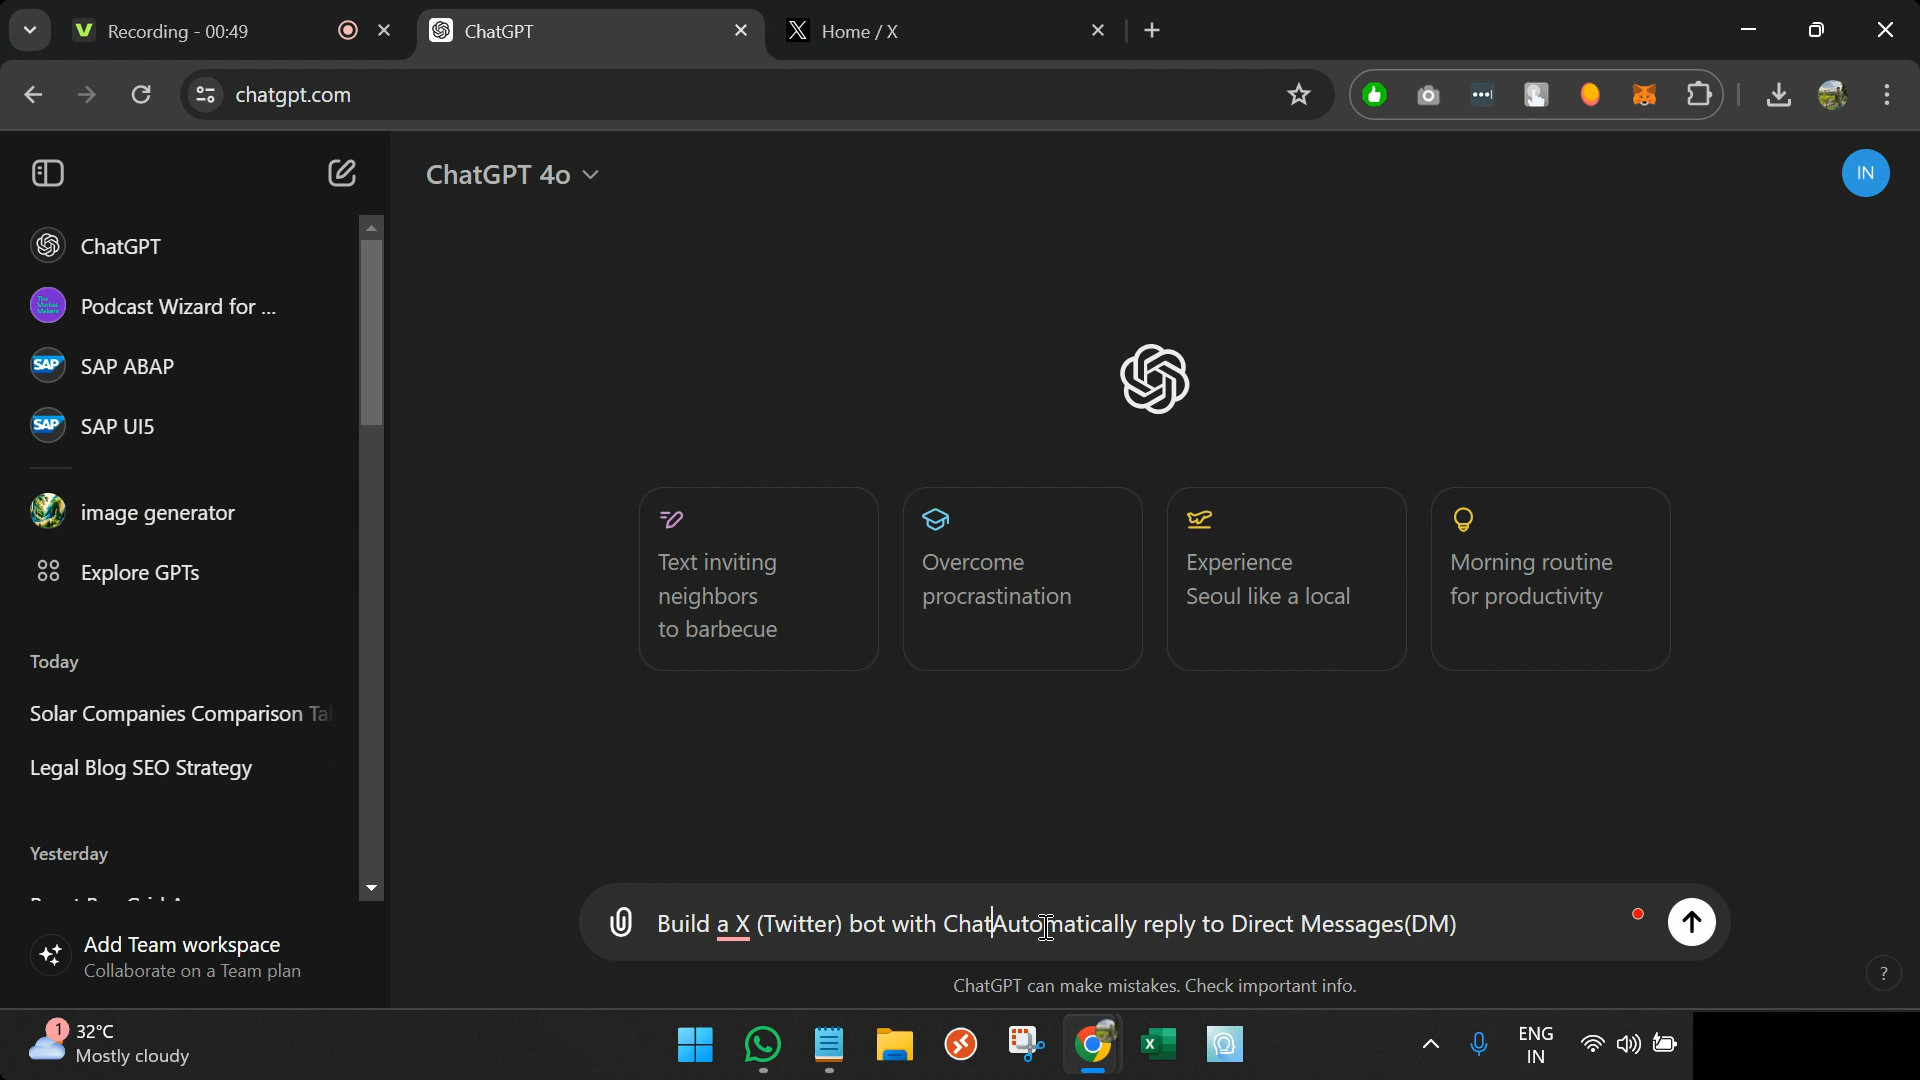 Recording - 00:49
ChatGPT
Home / X
chatgpt.com
ChatGPT 4o
IN
ChatGPT
Podcast Wizard for ...
SAP ABAP
SAP UI5
image generator
Explore GPTs
Today
Solar Companies Comparison Ta
Legal Blog SEO Strategy
Yesterday
Add Team workspace
Collaborate on a Team plan
Text inviting
neighbors
to barbecue
Overcome
procrastination
Experience
Seoul like a local
Morning routine
for productivity
Build a X (Twitter) bot with ChatAutomatically reply to Direct Messages(DM)
ChatGPT can make mistakes. Check important info.
?
1
32°C
Mostly cloudy
ENG
IN